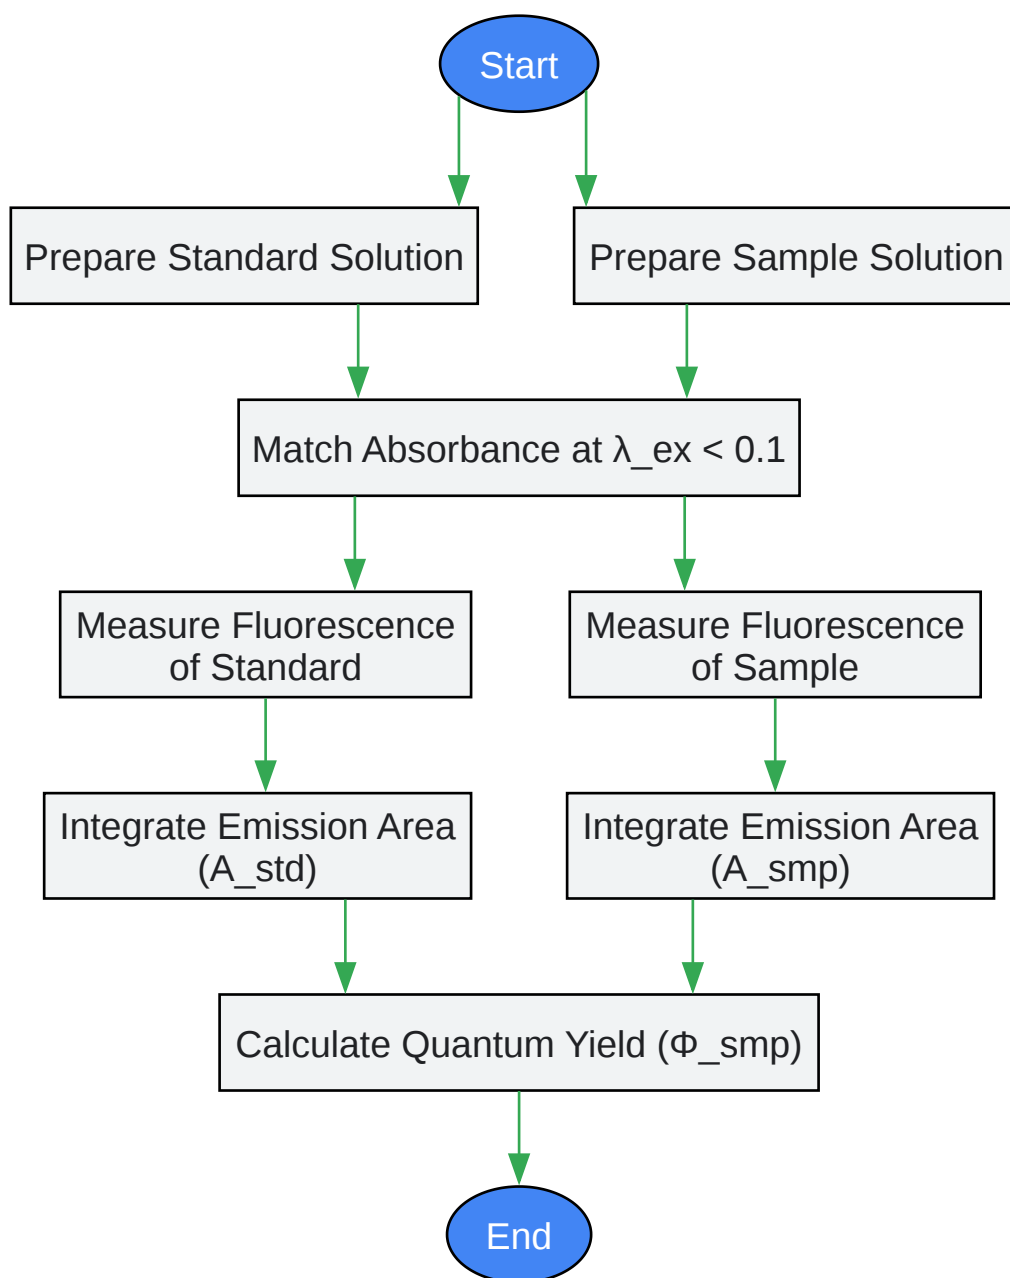 Start
Prepare Standard Solution
Prepare Sample Solution
Match Absorbance at λ_ex < 0.1
Measure Fluorescence
of Standard
Measure Fluorescence
of Sample
Integrate Emission Area
(A_std)
Integrate Emission Area
(A_smp)
Calculate Quantum Yield (Φ_smp)
End